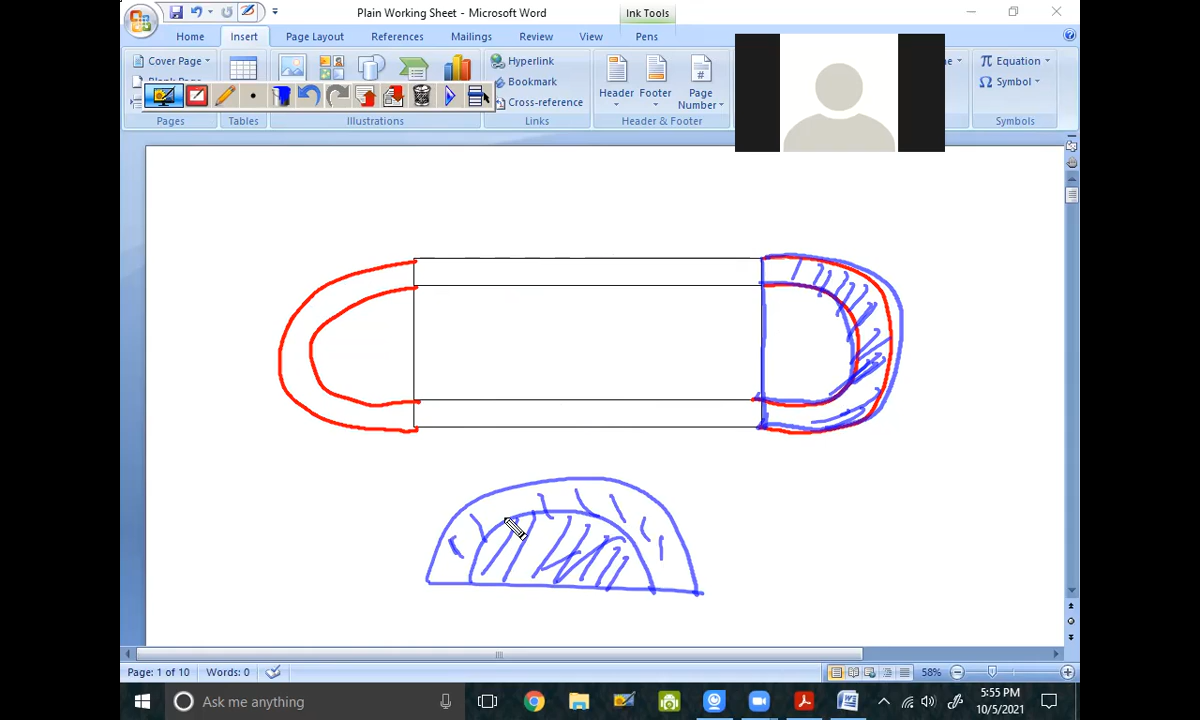 Plain Working Sheet - Microsoft Word
Ink Tools
Home
Insert
Page Layout
References
Mailings
Review
View
Pens
Cover Page
Hyperlink
Equation
Bookmark
Symbol
Cross-reference
Header
Footer
Page
Number
Pages
Tables
Illustrations
Links
Header & Footer
Symbols
Page: 1 of 10
Words: 0
58%
Ask me anything
5:55 PM
10/5/2021